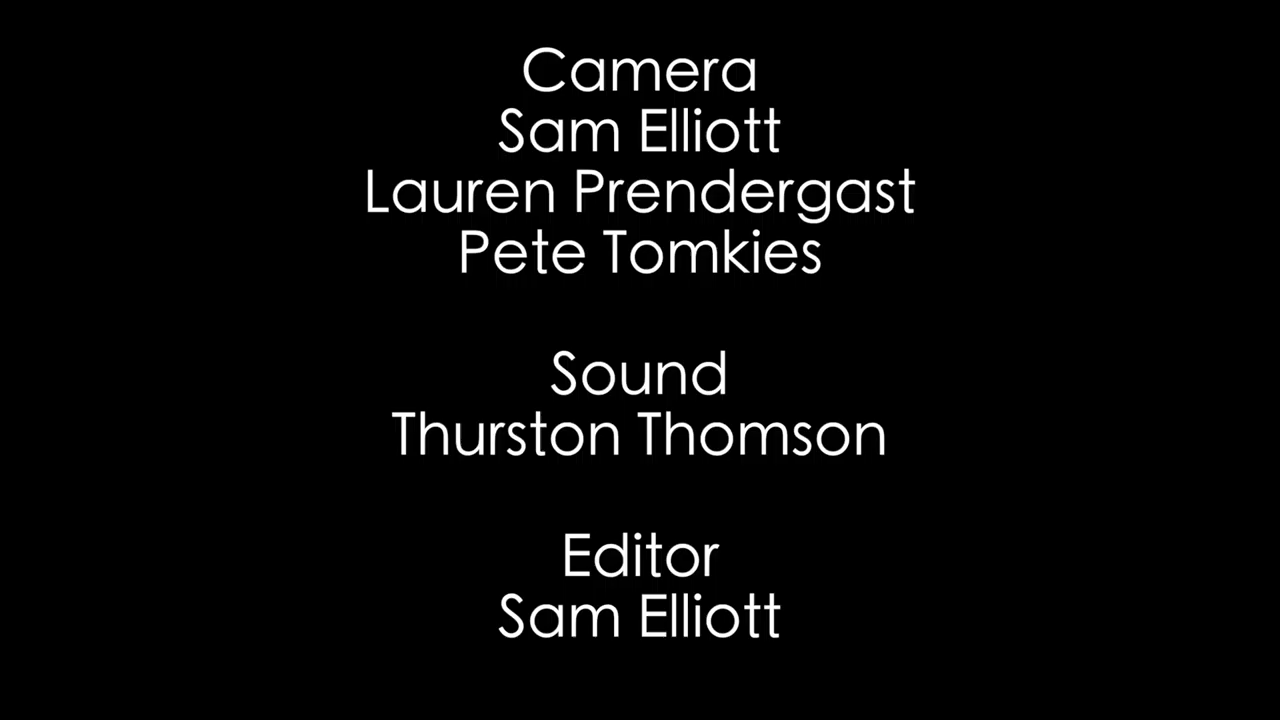 Camera
Sam Elliott
Lauren Prendergast
Pete Tomkies
Sound
Thurston Thomson
Editor
Sam Elliott